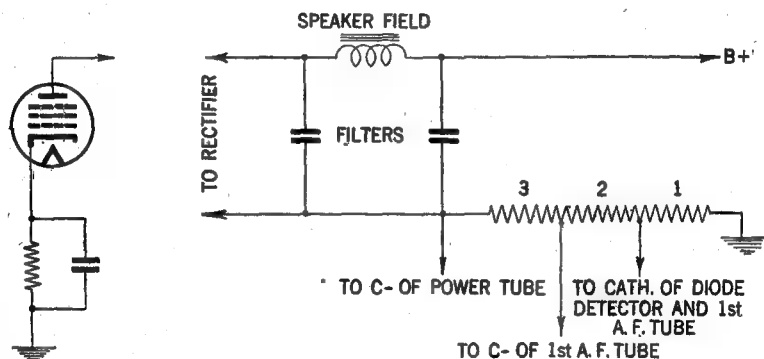 SPEAKER FIELD
B+
TO RECTIFIER
FILTERS
3 2 1
TO C- OF POWER TUBE
TO CATH. OF DIODE
DETECTOR AND 1st
A.F. TUBE
TO C- OF 1st A.F. TUBE